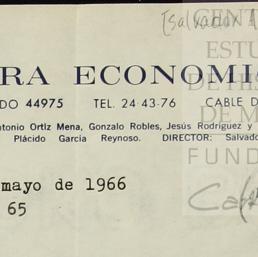 [Salvador
RA ECONOMI
DO 44975 TEL. 24-43-76 CABLE D
ntonio Ortiz Mena, Gonzalo Robles, Jesús Rodríguez y
Plácido García Reynoso. DIRECTOR: Salvado
mayo de 1966
65
CENT
ESTU
DE HIS
DE M
FUND